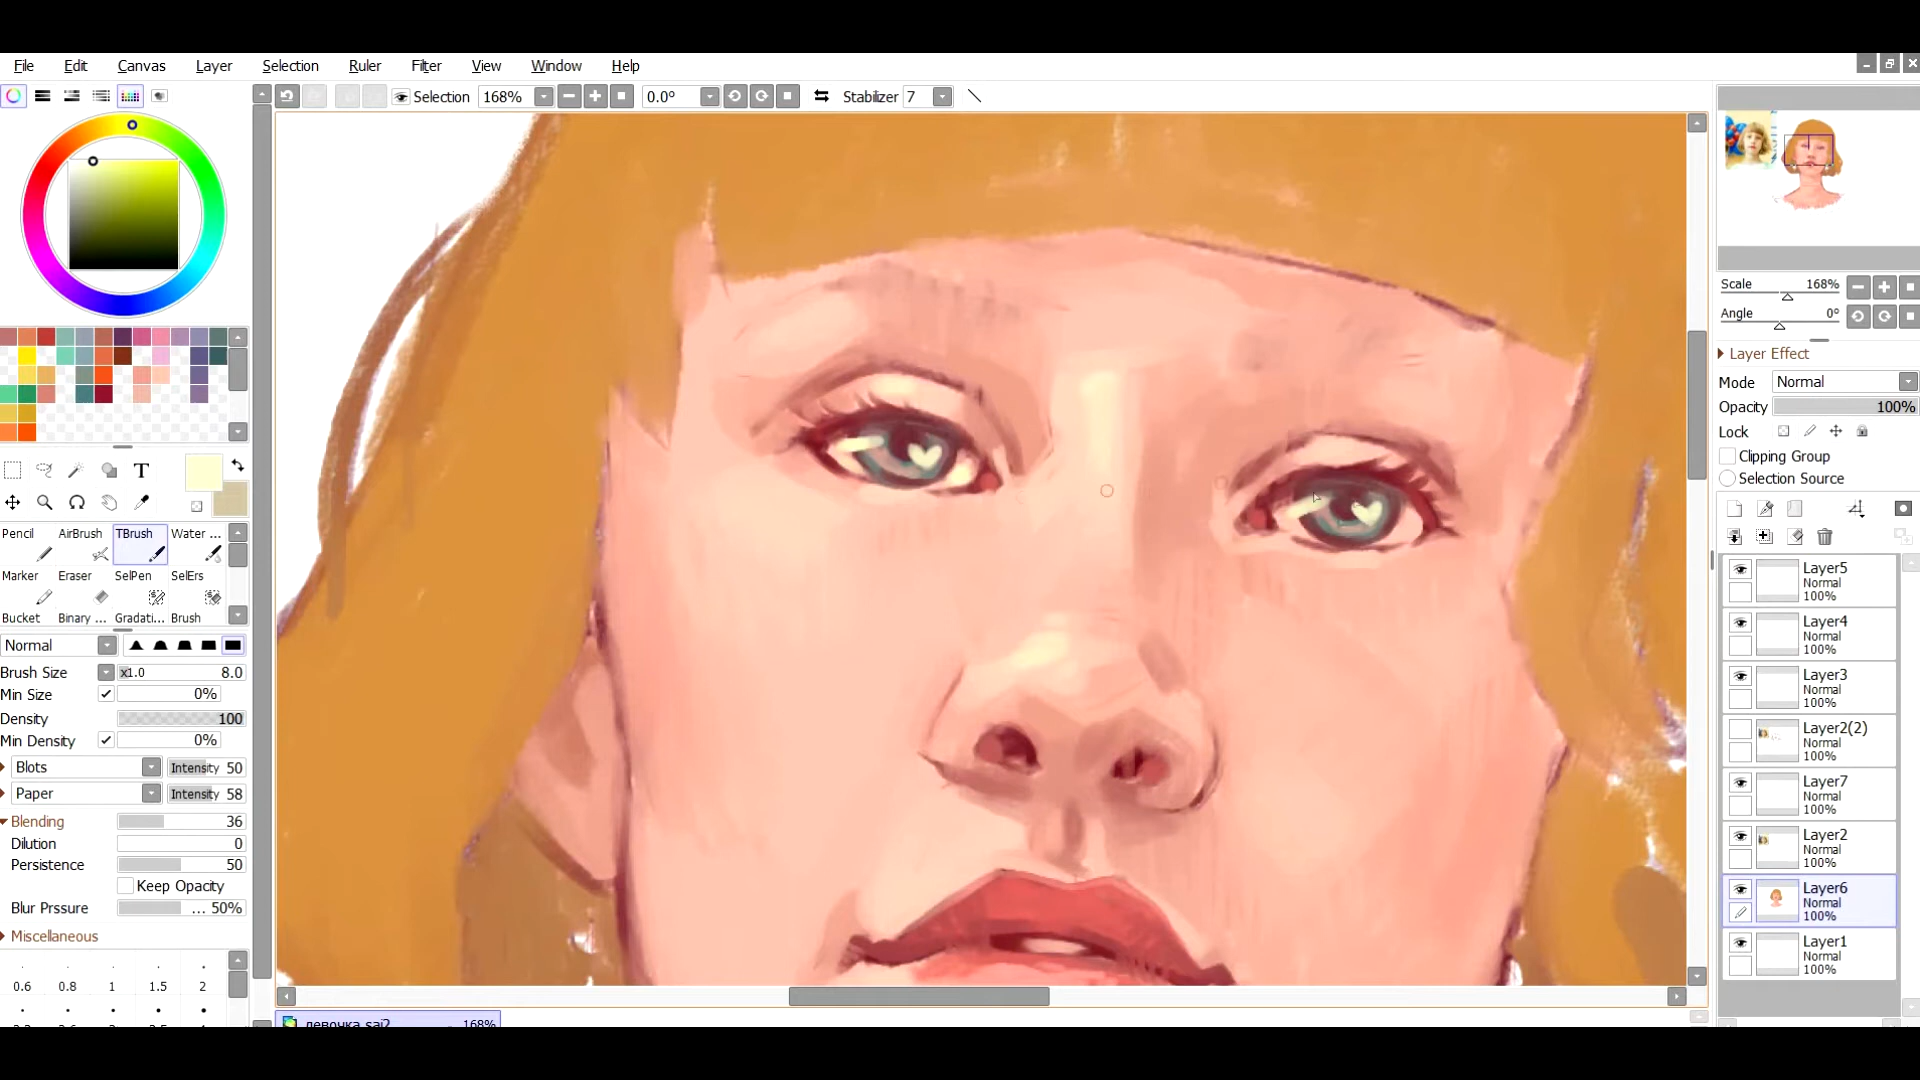 File Edit Canvas Layer Selection Ruler Filter View Window Help
Selection 168% 0.0° Stabilizer 7
Scale 168%
Angle 0°
Layer Effect
Mode Normal
Opacity 100%
Lock
Clipping Group
Selection Source
T
Pencil AirBrush TBrush Water ...
Marker Eraser SelPen SelErs
Bucket Binary ... Gradati... Brush
Normal
Brush Size x1.0 8.0
Min Size 0%
Density 100
Min Density 0%
Blots Intensity 50
Paper Intensity 58
Blending 36
Dilution 0
Persistence 50
Keep Opacity
Blur Prssure ... 50%
Miscellaneous
0.6 0.8 1 1.5 2
Layer5
Normal
100%
Layer4
Normal
100%
Layer3
Normal
100%
Layer2(2)
Normal
100%
Layer7
Normal
100%
Layer2
Normal
100%
Layer6
Normal
100%
Layer1
Normal
100%
девочка.sai2 168%